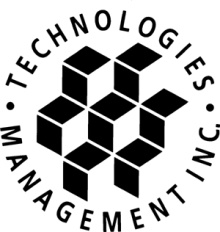 • TECHNOLOGIES •
MANAGEMENT INC.